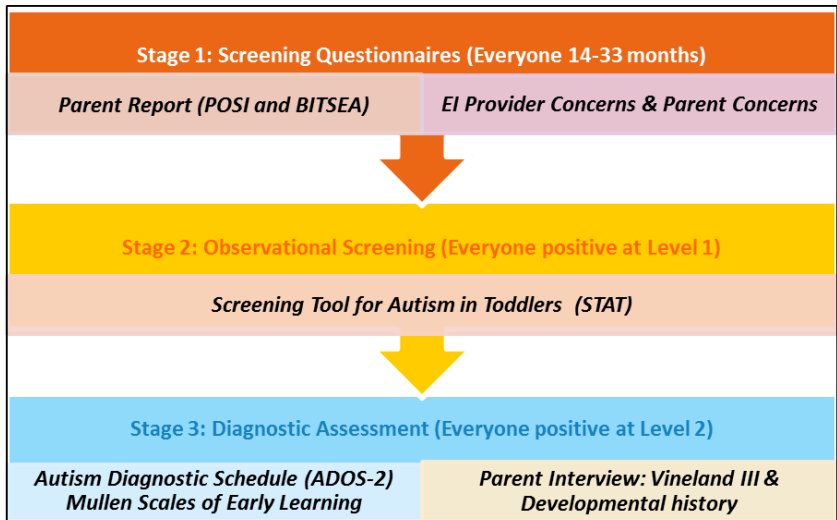 Stage 1: Screening Questionnaires (Everyone 14-33 months)
Parent Report (POSI and BITSEA)
EI Provider Concerns & Parent Concerns
Stage 2: Observational Screening (Everyone positive at Level 1)
Screening Tool for Autism in Toddlers (STAT)
Stage 3: Diagnostic Assessment (Everyone positive at Level 2)
Autism Diagnostic Schedule (ADOS-2)
Mullen Scales of Early Learning
Parent Interview: Vineland III &
Developmental history